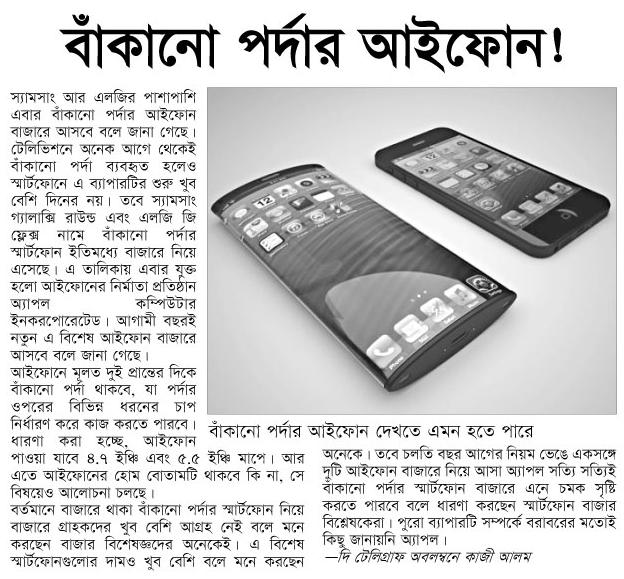 বাঁকানো পর্দার আইফোন!
স্যামসাং আর এলজির পাশাপাশি
এবার বাঁকানো পর্দার আইফোন
বাজারে আসবে বলে জানা গেছে।
টেলিভিশনে অনেক আগে থেকেই
বাঁকানো পর্দা ব্যবহৃত হলেও
স্মার্টফোনে এ ব্যাপারটির শুরু খুব
বেশি দিনের নয়। তবে স্যামসাং
গ্যালাক্সি রাউন্ড এবং এলজি জি
ফ্লেক্স নামে বাঁকানো পর্দার
স্মার্টফোন ইতিমধ্যে বাজারে নিয়ে
এসেছে। এ তালিকায় এবার যুক্ত
হলো আইফোনের নির্মাতা প্রতিষ্ঠান
অ্যাপল কম্পিউটার
ইনকরপোরেটেড। আগামী বছরই
নতুন এ বিশেষ আইফোন বাজারে
আসবে বলে জানা গেছে।
আইফোনে মূলত দুই প্রান্তের দিকে
বাঁকানো পর্দা থাকবে, যা পর্দার
ওপরের বিভিন্ন ধরনের চাপ
নির্ধারণ করে কাজ করতে পারবে।
ধারণা করা হচ্ছে, আইফোন
পাওয়া যাবে ৪.৭ ইঞ্চি এবং ৫.৫ ইঞ্চি মাপে। আর
এতে আইফোনের হোম বোতামটি থাকবে কি না, সে
বিষয়েও আলোচনা চলছে।
বর্তমানে বাজারে থাকা বাঁকানো পর্দার স্মার্টফোন নিয়ে
বাজারে গ্রাহকদের খুব বেশি আগ্রহ নেই বলে মনে
করছেন বাজার বিশেষজ্ঞদের অনেকেই। এ বিশেষ
স্মার্টফোনগুলোর দামও খুব বেশি বলে মনে করছেন
বাঁকানো পর্দার আইফোন দেখতে এমন হতে পারে
অনেকে। তবে চলতি বছর আগের নিয়ম ভেঙে একসঙ্গে
দুটি আইফোন বাজারে নিয়ে আসা অ্যাপল সত্যি সত্যিই
বাঁকানো পর্দার স্মার্টফোন বাজারে এনে চমক সৃষ্টি
করতে পারবে বলে ধারণা করছেন স্মার্টফোন বাজার
বিশ্লেষকেরা। পুরো ব্যাপারটি সম্পর্কে বরাবরের মতোই
কিছু জানায়নি অ্যাপল।
—দি টেলিগ্রাফ অবলম্বনে কাজী আলম
12
Phone
12